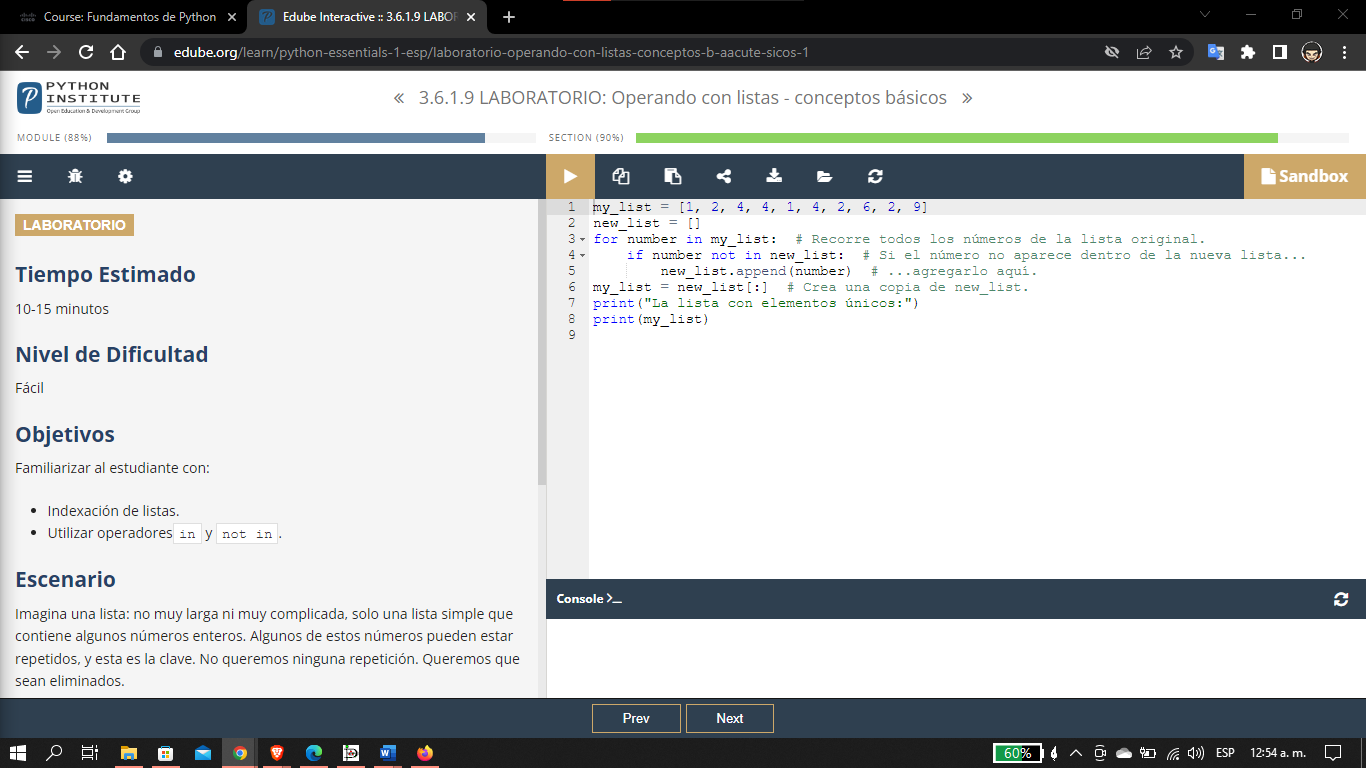 Course: Fundamentos de Python
Edube Interactive :: 3.6.1.9 LABOR
edube.org/learn/python-essentials-1-esp/laboratorio-operando-con-listas-conceptos-b-aacute-sicos-1
PYTHON
INSTITUTE
Open Education & Development Group
3.6.1.9 LABORATORIO: Operando con listas - conceptos básicos
MODULE (88%)
SECTION (90%)
Sandbox
LABORATORIO
Tiempo Estimado
10-15 minutos
Nivel de Dificultad
Fácil
Objetivos
Familiarizar al estudiante con:
Indexación de listas.
Utilizar operadores in y not in.
Escenario
Imagina una lista: no muy larga ni muy complicada, solo una lista simple que
contiene algunos números enteros. Algunos de estos números pueden estar
repetidos, y esta es la clave. No queremos ninguna repetición. Queremos que
sean eliminados.
1 my_list = [1, 2, 4, 4, 1, 4, 2, 6, 2, 9]
2 new_list = []
3 for number in my_list:  # Recorre todos los números de la lista original.
4     if number not in new_list:  # Si el número no aparece dentro de la nueva lista...
5         new_list.append(number)  # ...agregarlo aquí.
6 my_list = new_list[:]  # Crea una copia de new_list.
7 print("La lista con elementos únicos:")
8 print(my_list)
9
Console >_
Prev
Next
60%
ESP
12:54 a. m.